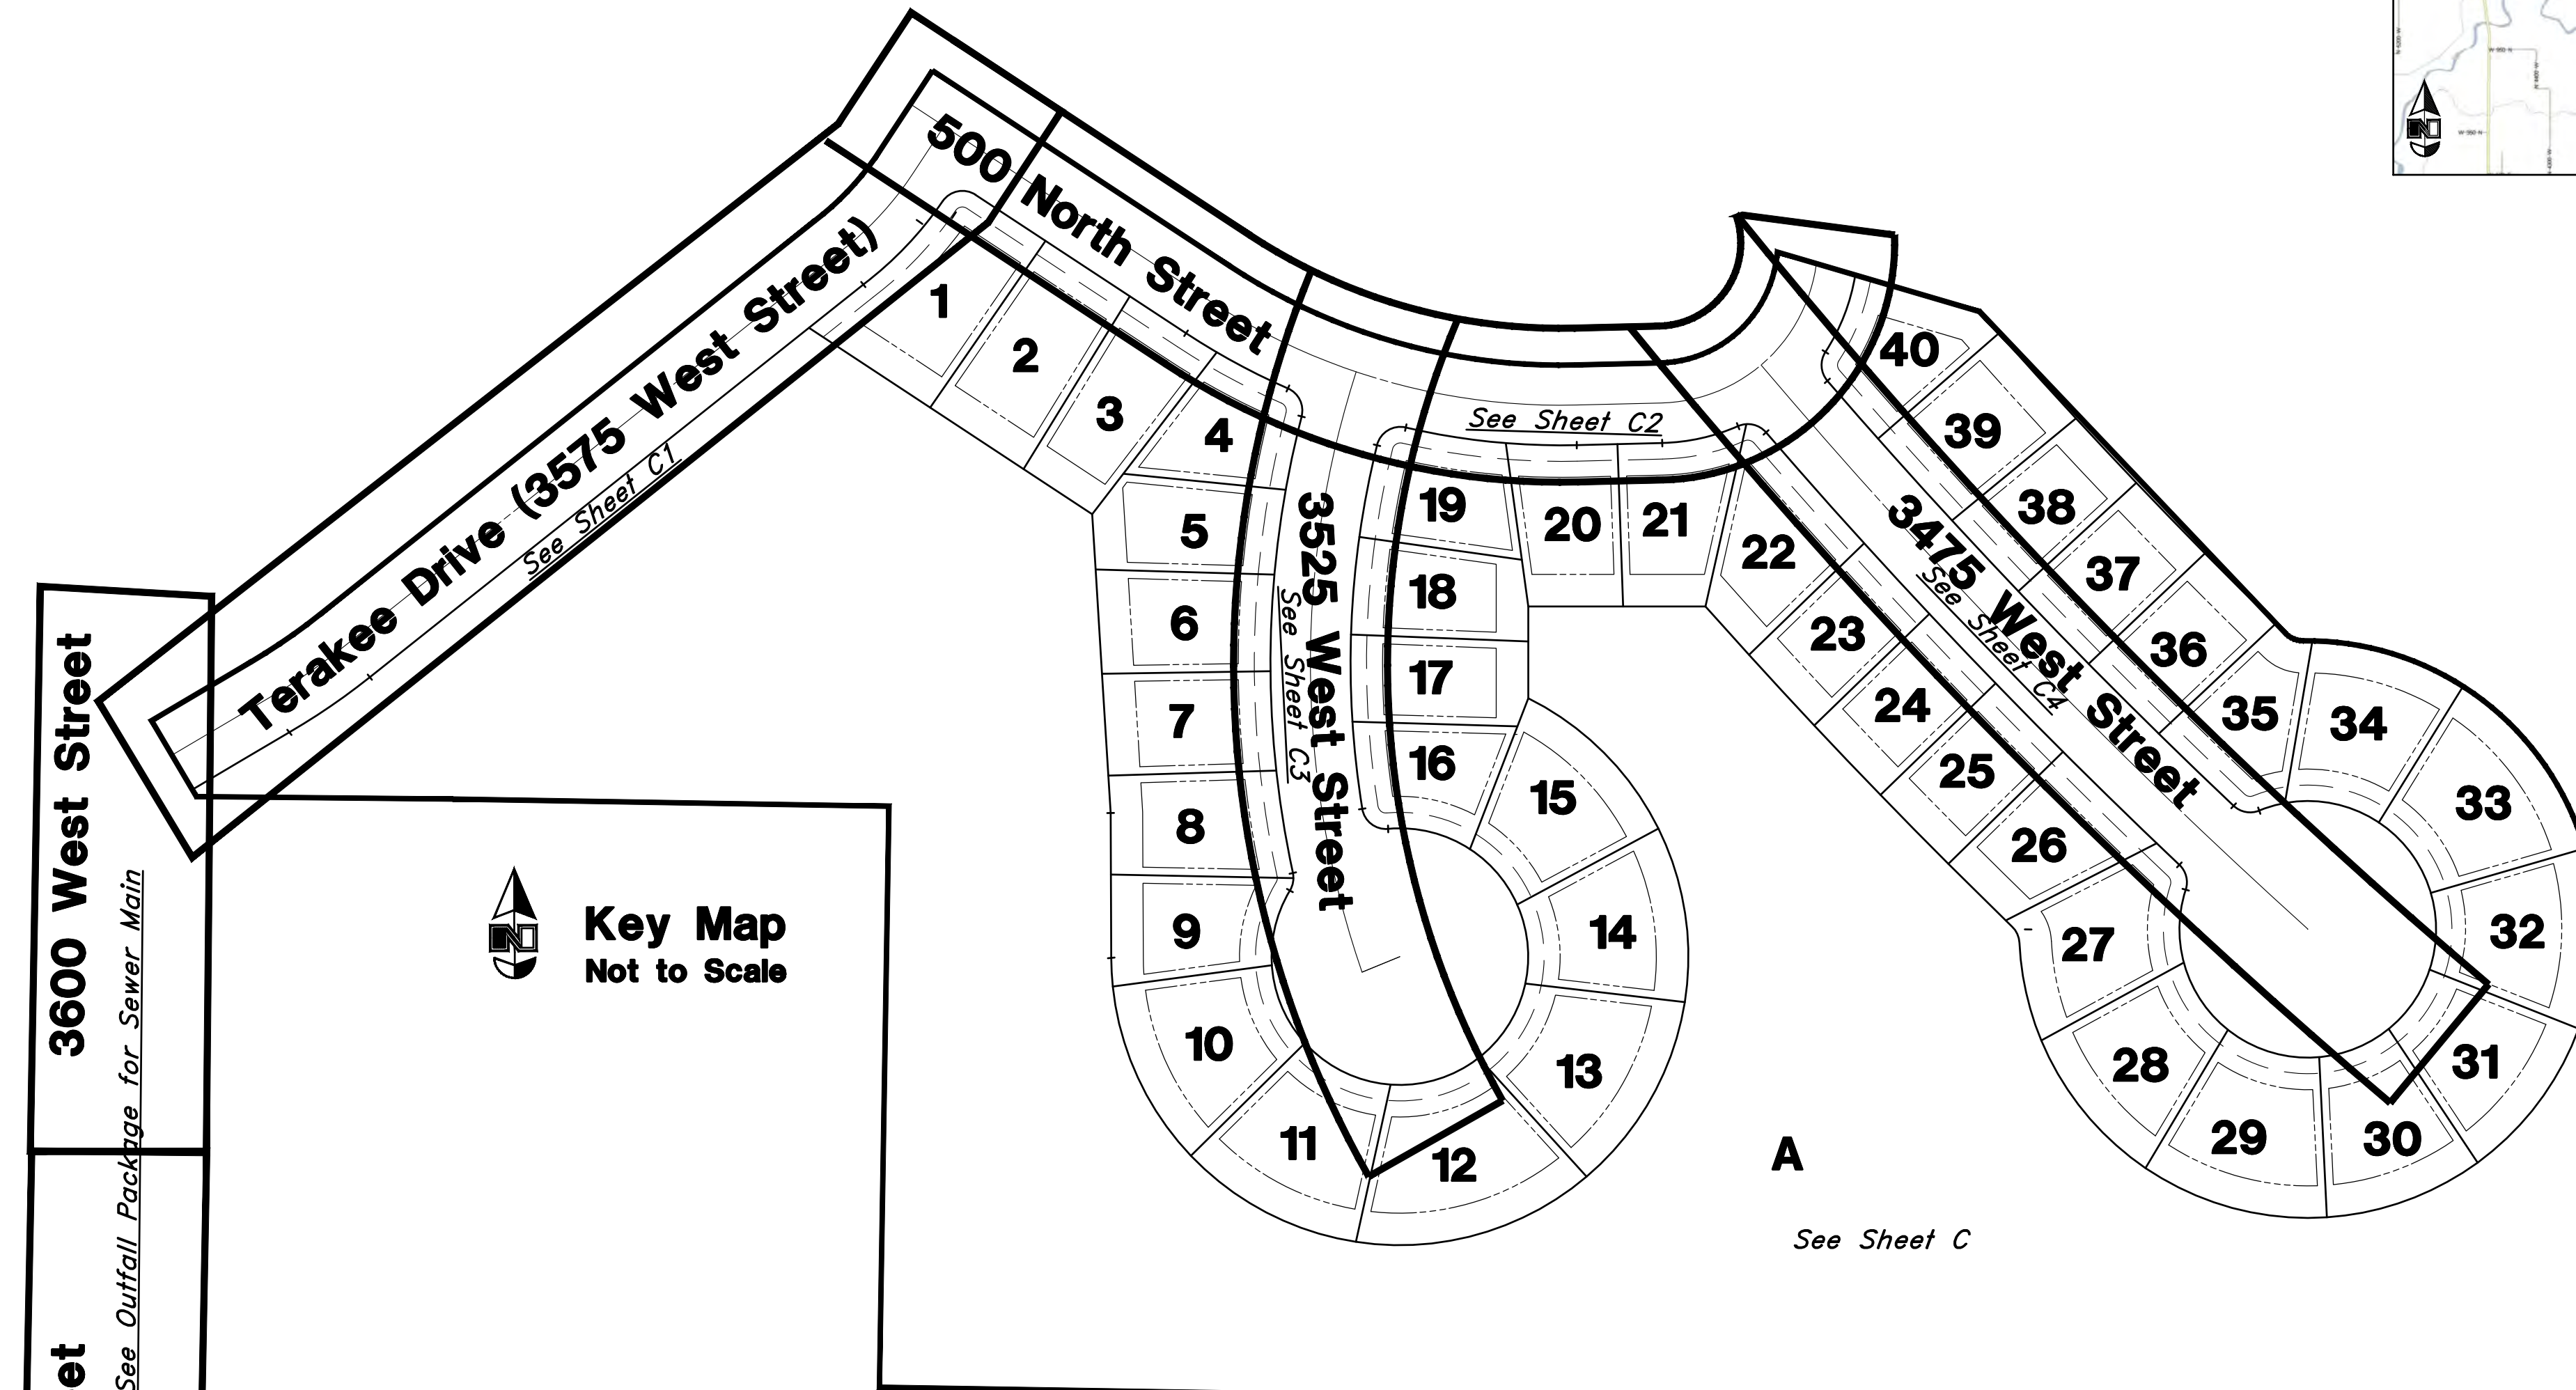 500 North Street
Terakee Drive (3575 West Street)
See Sheet C1
See Sheet C2
3525 West Street
See Sheet C3
3475 West Street
See Sheet C4
3600 West Street
See Outfall Package for Sewer Main
et
1
2
3
4
5
6
7
8
9
10
11
12
13
14
15
16
17
18
19
20
21
22
23
24
25
26
27
28
29
30
31
32
33
34
35
36
37
38
39
40
N
Key Map
Not to Scale
A
See Sheet C
N